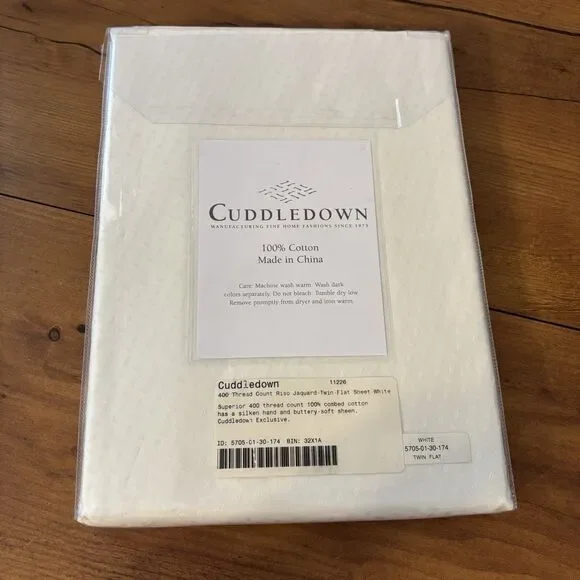 CUDDLEDOWN
MANUFACTURING FINE HOME FASHIONS SINCE 1973
100% Cotton
Made in China
Care: Machine wash warm. Wash dark
colors separately. Do not bleach. Tumble dry low
Remove promptly from dryer and iron warm.
Cuddledown 11226
400 Thread Count Riso Jaquard-Twin Flat Sheet-White
Superior 400 thread count 100% combed cotton
has a silken hand and buttery-soft sheen.
Cuddledown Exclusive.
ID: 5705-01-30-174 BIN: 32X1A
WHITE
5705-01-30-174
TWIN FLAT